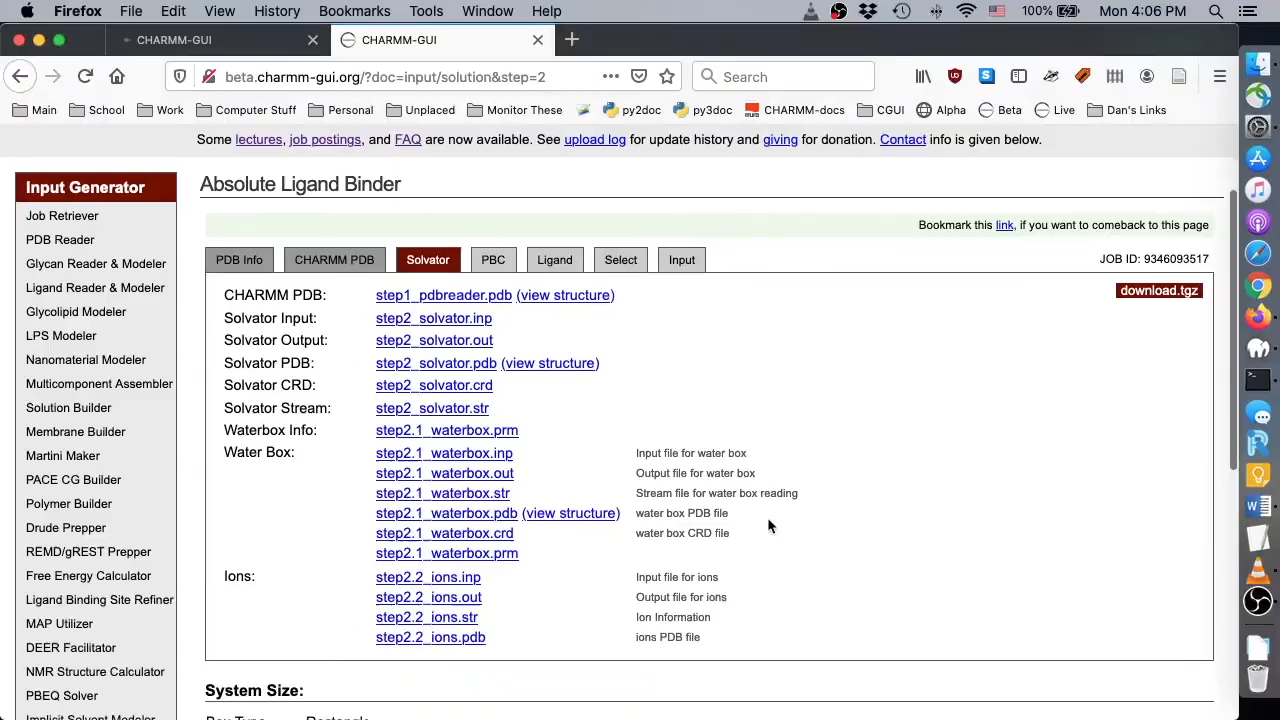 Firefox File Edit View History Bookmarks Tools Window Help 100% Mon 4:06 PM
CHARMM-GUI CHARMM-GUI
beta.charmm-gui.org/?doc=input/solution&step=2 Search
Main School Work Computer Stuff Personal Unplaced Monitor These py2doc py3doc CHARMM-docs CGUI Alpha Beta Live Dan's Links
Some lectures, job postings, and FAQ are now available. See upload log for update history and giving for donation. Contact info is given below.
Input Generator
Job Retriever
PDB Reader
Glycan Reader & Modeler
Ligand Reader & Modeler
Glycolipid Modeler
LPS Modeler
Nanomaterial Modeler
Multicomponent Assembler
Solution Builder
Membrane Builder
Martini Maker
PACE CG Builder
Polymer Builder
Drude Prepper
REMD/gREST Prepper
Free Energy Calculator
Ligand Binding Site Refiner
MAP Utilizer
DEER Facilitator
NMR Structure Calculator
PBEQ Solver
Implicit Solvent Modeler
Absolute Ligand Binder
Bookmark this link, if you want to comeback to this page
PDB Info CHARMM PDB Solvator PBC Ligand Select Input JOB ID: 9346093517
download.tgz
CHARMM PDB: step1_pdbreader.pdb (view structure)
Solvator Input: step2_solvator.inp
Solvator Output: step2_solvator.out
Solvator PDB: step2_solvator.pdb (view structure)
Solvator CRD: step2_solvator.crd
Solvator Stream: step2_solvator.str
Waterbox Info: step2.1_waterbox.prm
Water Box: step2.1_waterbox.inp Input file for water box
step2.1_waterbox.out Output file for water box
step2.1_waterbox.str Stream file for water box reading
step2.1_waterbox.pdb (view structure) water box PDB file
step2.1_waterbox.crd water box CRD file
step2.1_waterbox.prm
Ions: step2.2_ions.inp Input file for ions
step2.2_ions.out Output file for ions
step2.2_ions.str Ion Information
step2.2_ions.pdb ions PDB file
System Size:
Box Type Rectangle